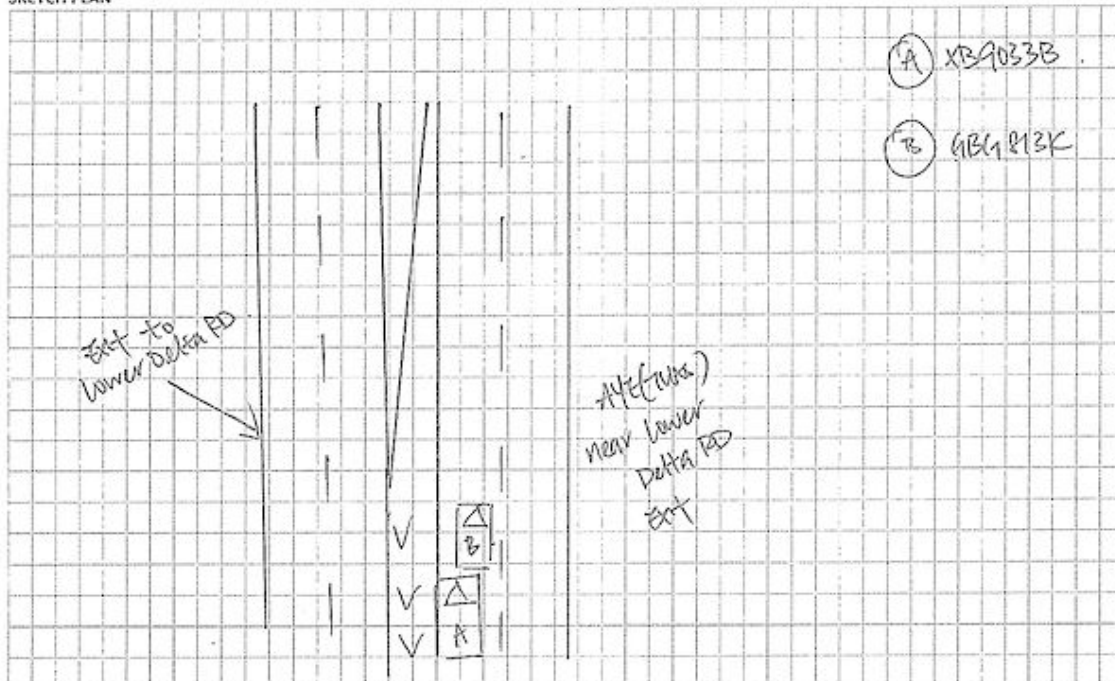 SKETCH PLAN
A XB9033B.
B GBG813K
Exit to
Lower Delta RD
AYE(Tuas)
near Lower
Delta RD
Exit
B
A